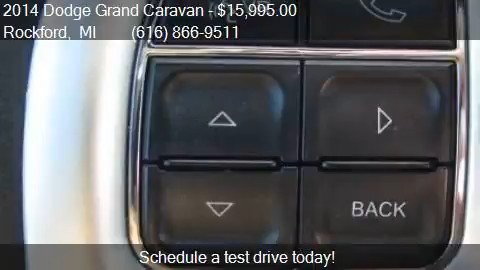 2014 Dodge Grand Caravan - $15,995.00
Rockford,  MI        (616) 866-9511
BACK
Schedule a test drive today!